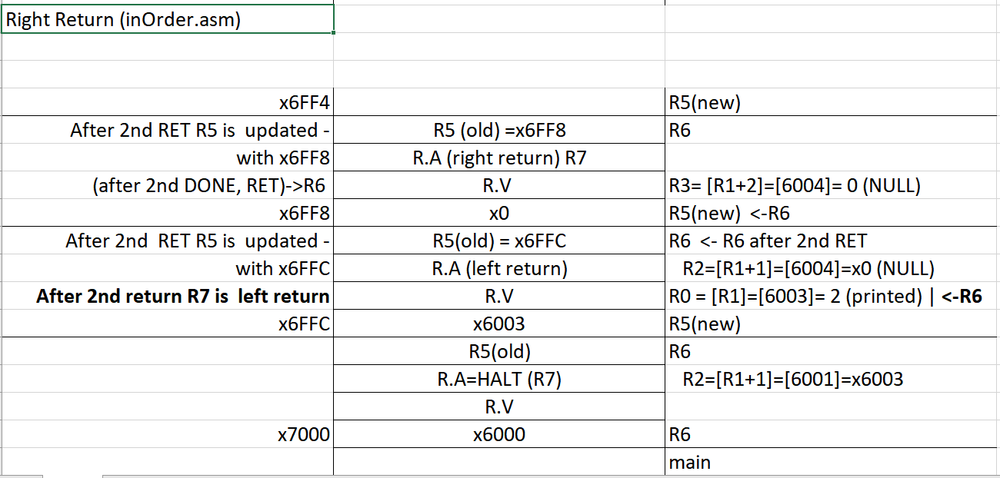 Right Return (inOrder.asm)
x6FF4 R5(new)
After 2nd RET R5 is  updated - R5 (old) =x6FF8 R6
with x6FF8 R.A (right return) R7
(after 2nd DONE, RET)->R6 R.V R3= [R1+2]=[6004]= 0 (NULL)
x6FF8 x0 R5(new)  <-R6
After 2nd  RET R5 is  updated - R5(old) = x6FFC R6  <- R6 after 2nd RET
with x6FFC R.A (left return) R2=[R1+1]=[6004]=x0 (NULL)
After 2nd return R7 is  left return R.V R0 = [R1]=[6003]= 2 (printed) | <-R6
x6FFC x6003 R5(new)
R5(old) R6
R.A=HALT (R7) R2=[R1+1]=[6001]=x6003
R.V
x7000 x6000 R6
main